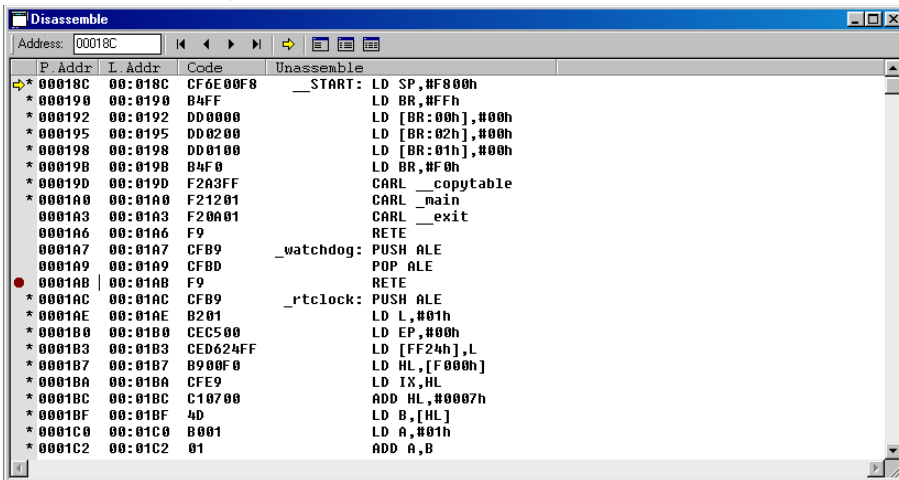 Disassemble
Address: 00018C
P.Addr L.Addr Code Unassemble
* 00018C 00:018C CF6E00F8 __START: LD SP,#F800h
* 000190 00:0190 B4FF LD BR,#FFh
* 000192 00:0192 DD0000 LD [BR:00h],#00h
* 000195 00:0195 DD0200 LD [BR:02h],#00h
* 000198 00:0198 DD0100 LD [BR:01h],#00h
* 00019B 00:019B B4F0 LD BR,#F0h
* 00019D 00:019D F2A3FF CARL __copytable
* 0001A0 00:01A0 F21201 CARL _main
0001A3 00:01A3 F20A01 CARL __exit
0001A6 00:01A6 F9 RETE
0001A7 00:01A7 CFB9 _watchdog: PUSH ALE
0001A9 00:01A9 CFBD POP ALE
0001AB 00:01AB F9 RETE
* 0001AC 00:01AC CFB9 _rtclock: PUSH ALE
* 0001AE 00:01AE B201 LD L,#01h
* 0001B0 00:01B0 CEC500 LD EP,#00h
* 0001B3 00:01B3 CED624FF LD [FF24h],L
* 0001B7 00:01B7 B900F0 LD HL,[F000h]
* 0001BA 00:01BA CFE9 LD IX,HL
* 0001BC 00:01BC C10700 ADD HL,#0007h
* 0001BF 00:01BF 4D LD B,[HL]
* 0001C0 00:01C0 B001 LD A,#01h
* 0001C2 00:01C2 01 ADD A,B